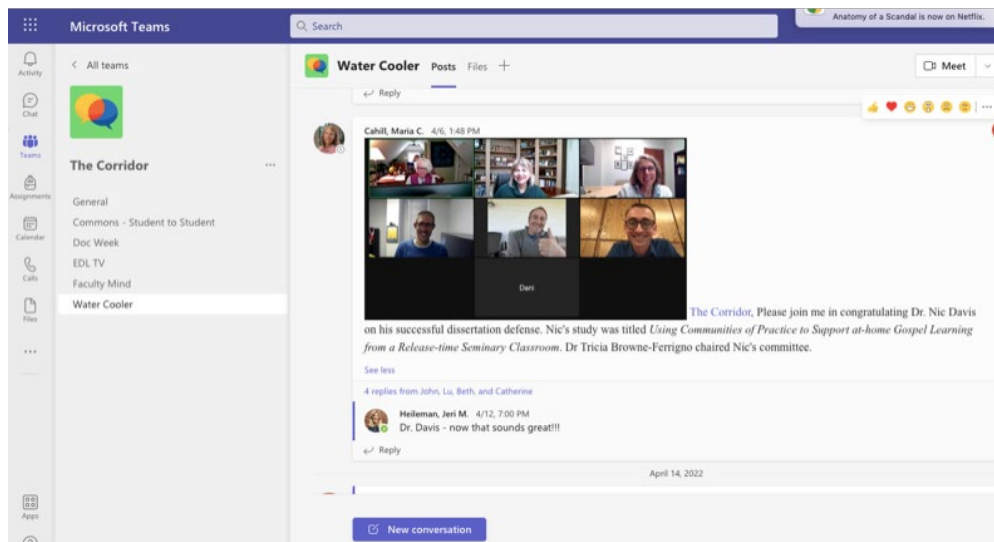 Microsoft Teams
Search
Anatomy of a Scandal is now on Netflix.
Activity
Chat
Teams
Assignments
Calendar
Calls
Files
Apps
All teams
The Corridor
General
Commons - Student to Student
Doc Week
EDL TV
Faculty Mind
Water Cooler
Water Cooler Posts Files
Meet
Reply
Cahill, Maria C. 4/6, 1:48 PM
Dani
The Corridor, Please join me in congratulating Dr. Nic Davis
on his successful dissertation defense. Nic's study was titled Using Communities of Practice to Support at-home Gospel Learning
from a Release-time Seminary Classroom. Dr Tricia Browne-Ferrigno chaired Nic's committee.
See less
4 replies from John, Lu, Beth, and Catherine
Heileman, Jeri M. 4/12, 7:00 PM
Dr. Davis - now that sounds great!!!
Reply
April 14, 2022
New conversation